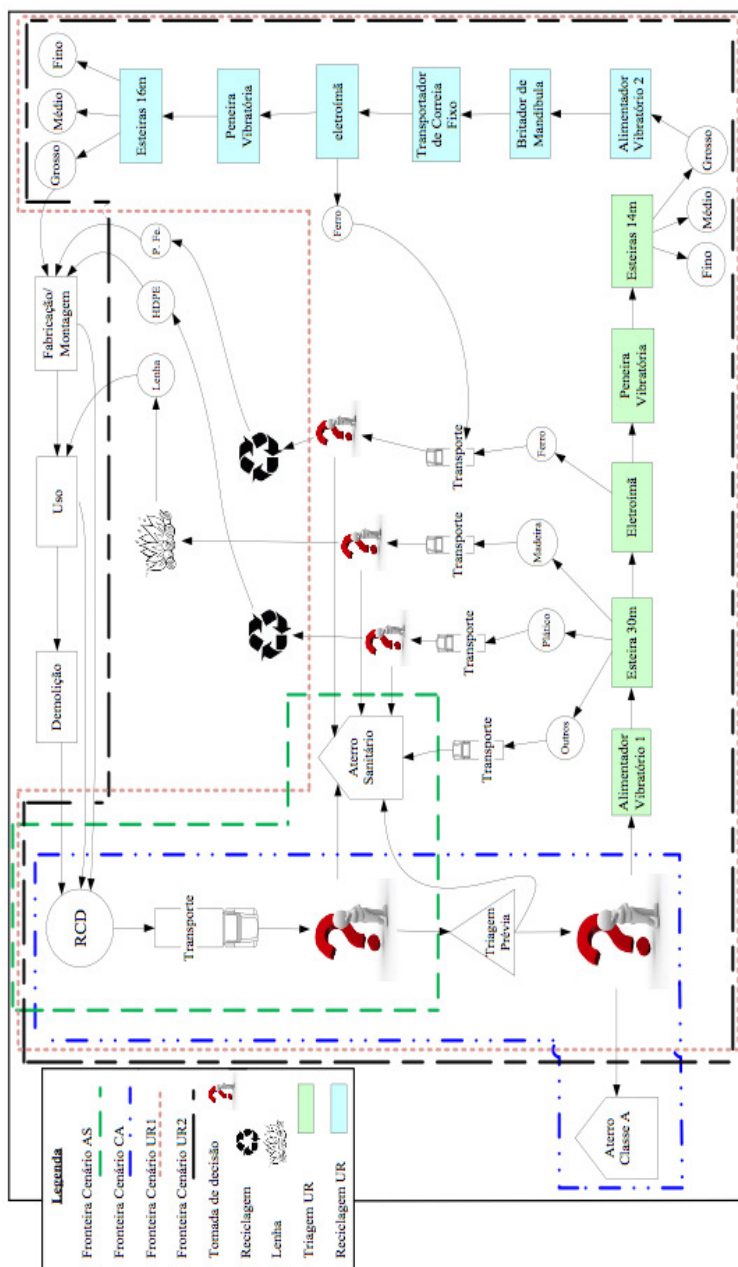 Legenda
Fronteira Cenário AS
Fronteira Cenário CA
Fronteira Cenário UR1
Fronteira Cenário UR2
Tomada de decisão
Reciclagem
Lenha
Triagem UR
Reciclagem UR
RCD
Demolição
Uso
Fabricação/
Montagem
Grosso
Médio
Fino
Transporte
Lenha
HDPE
P. Fe.
Esteiras 16m
Peneira
Vibratória
eletroímã
Ferro
Transportador
de Correia
Fixo
Britador de
Mandíbula
Alimentador
Vibratório 2
Aterro
Sanitário
Transporte
Transporte
Transporte
Transporte
Triagem
Prévia
Outros
Plático
Madeira
Ferro
Aterro
Classe A
Alimentador
Vibratório 1
Esteira 30m
Eletroímã
Peneira
Vibratória
Esteiras 14m
Fino
Médio
Grosso